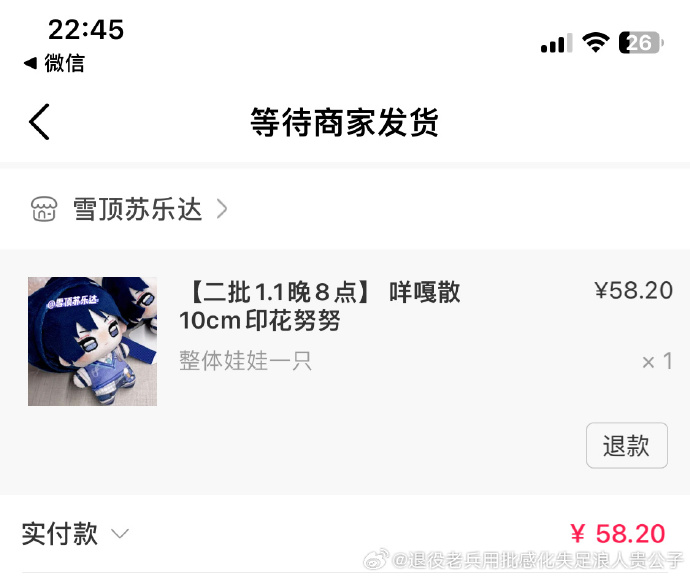 22:45
26
◀ 微信
等待商家发货
雪顶苏乐达
@雪顶苏乐达
【二批1.1晚8点】 咩嘎散
10cm印花努努
¥58.20
整体娃娃一只
× 1
退款
实付款
¥ 58.20
@退役老兵用批感化失足浪人贵公子